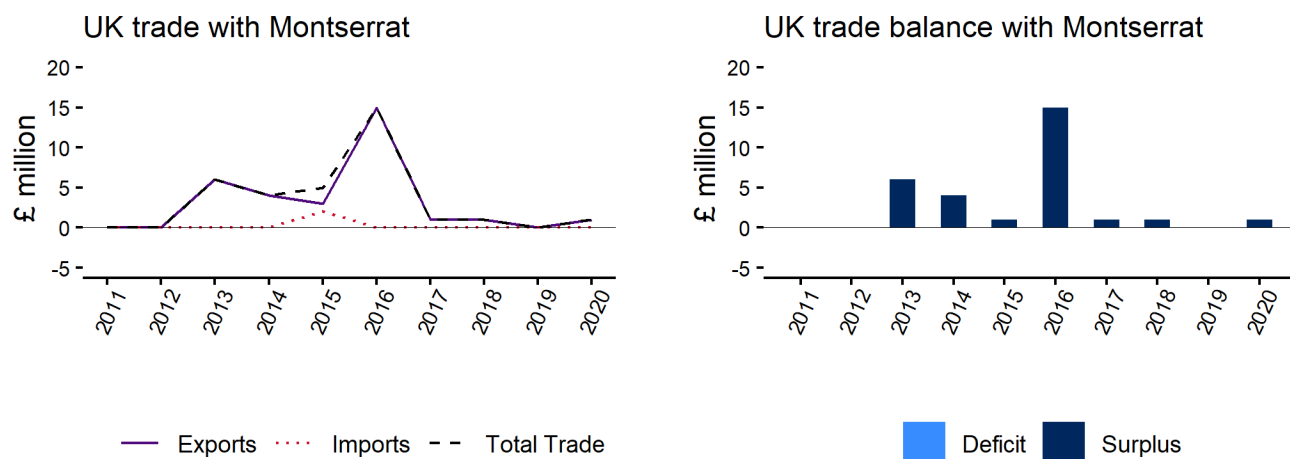 UK trade with Montserrat
20
15
10
5
0
-5
£ million
2011 2012 2013 2014 2015 2016 2017 2018 2019 2020
Exports Imports Total Trade
UK trade balance with Montserrat
20
15
10
5
0
-5
£ million
2011 2012 2013 2014 2015 2016 2017 2018 2019 2020
Deficit Surplus